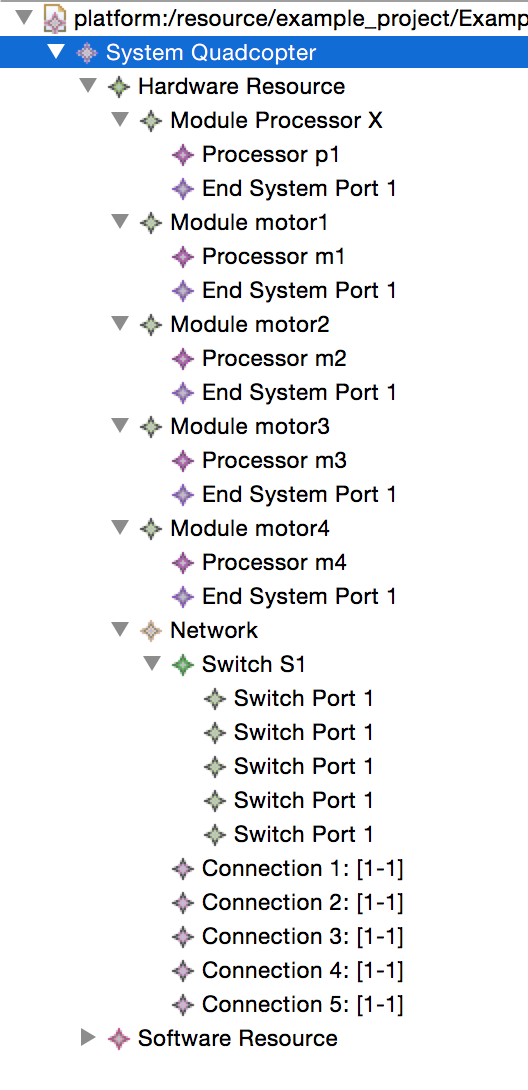 platform:/resource/example_project/Examp
System Quadcopter
Hardware Resource
Module Processor X
Processor p1
End System Port 1
Module motor1
Processor m1
End System Port 1
Module motor2
Processor m2
End System Port 1
Module motor3
Processor m3
End System Port 1
Module motor4
Processor m4
End System Port 1
Network
Switch S1
Switch Port 1
Switch Port 1
Switch Port 1
Switch Port 1
Switch Port 1
Connection 1: [1-1]
Connection 2: [1-1]
Connection 3: [1-1]
Connection 4: [1-1]
Connection 5: [1-1]
Software Resource